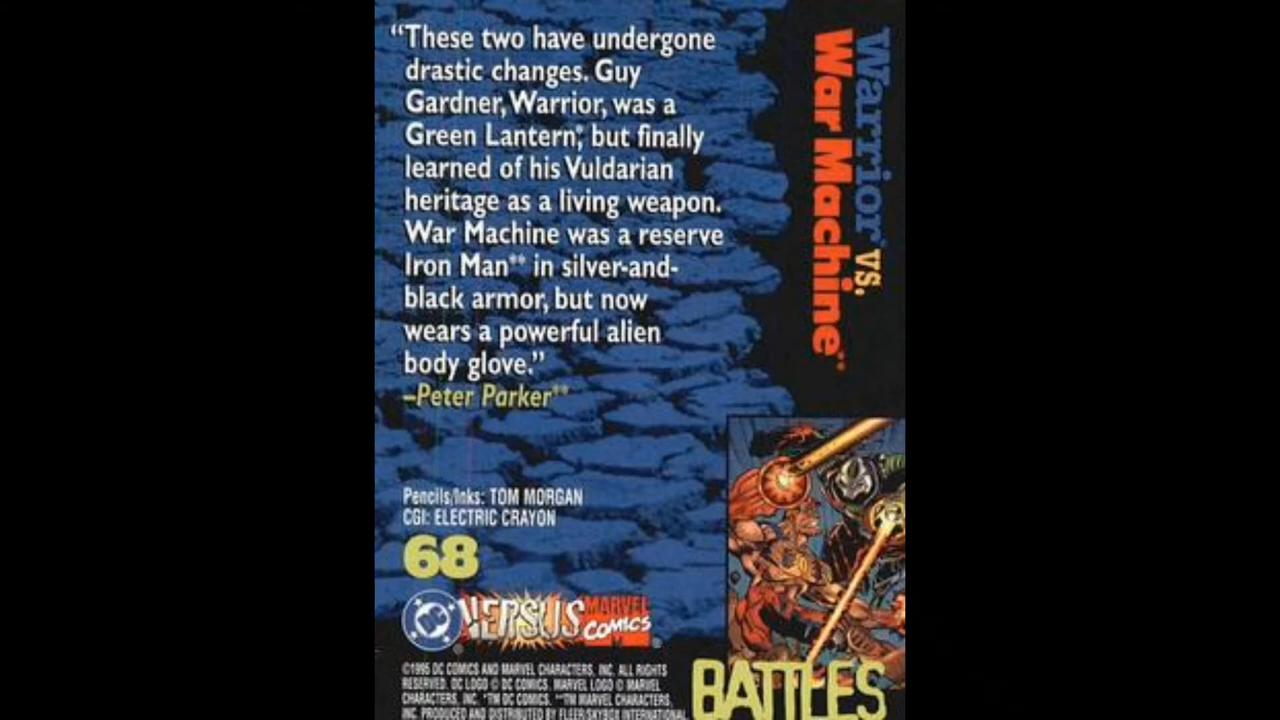 “These two have undergone
drastic changes. Guy
Gardner, Warrior, was a
Green Lantern*, but finally
learned of his Vuldarian
heritage as a living weapon.
War Machine was a reserve
Iron Man** in silver-and-
black armor, but now
wears a powerful alien
body glove.”
–Peter Parker**
Warrior* vs.
War Machine**
Pencils/Inks: TOM MORGAN
CGI: ELECTRIC CRAYON
68
DC VERSUS MARVEL COMICS
©1995 DC COMICS AND MARVEL CHARACTERS, INC. ALL RIGHTS
RESERVED. DC LOGO © DC COMICS. MARVEL LOGO © MARVEL
CHARACTERS, INC. *TM DC COMICS. **TM MARVEL CHARACTERS,
INC. PRODUCED AND DISTRIBUTED BY FLEER/SKYBOX INTERNATIONAL
BATTLES